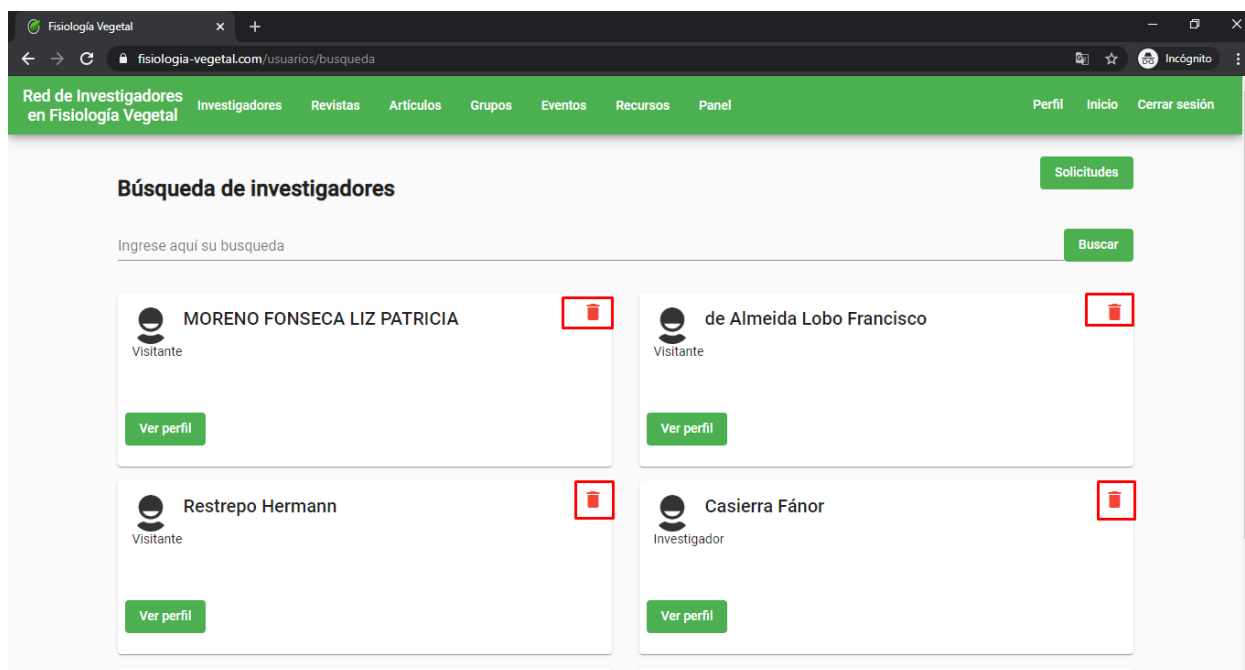 Fisiología Vegetal
fisiologia-vegetal.com/usuarios/busqueda
Incógnito
Red de Investigadores
en Fisiología Vegetal
Investigadores Revistas Artículos Grupos Eventos Recursos Panel Perfil Inicio Cerrar sesión
Solicitudes
Búsqueda de investigadores
Ingrese aquí su busqueda
Buscar
MORENO FONSECA LIZ PATRICIA
Visitante
Ver perfil
de Almeida Lobo Francisco
Visitante
Ver perfil
Restrepo Hermann
Visitante
Ver perfil
Casierra Fánor
Investigador
Ver perfil